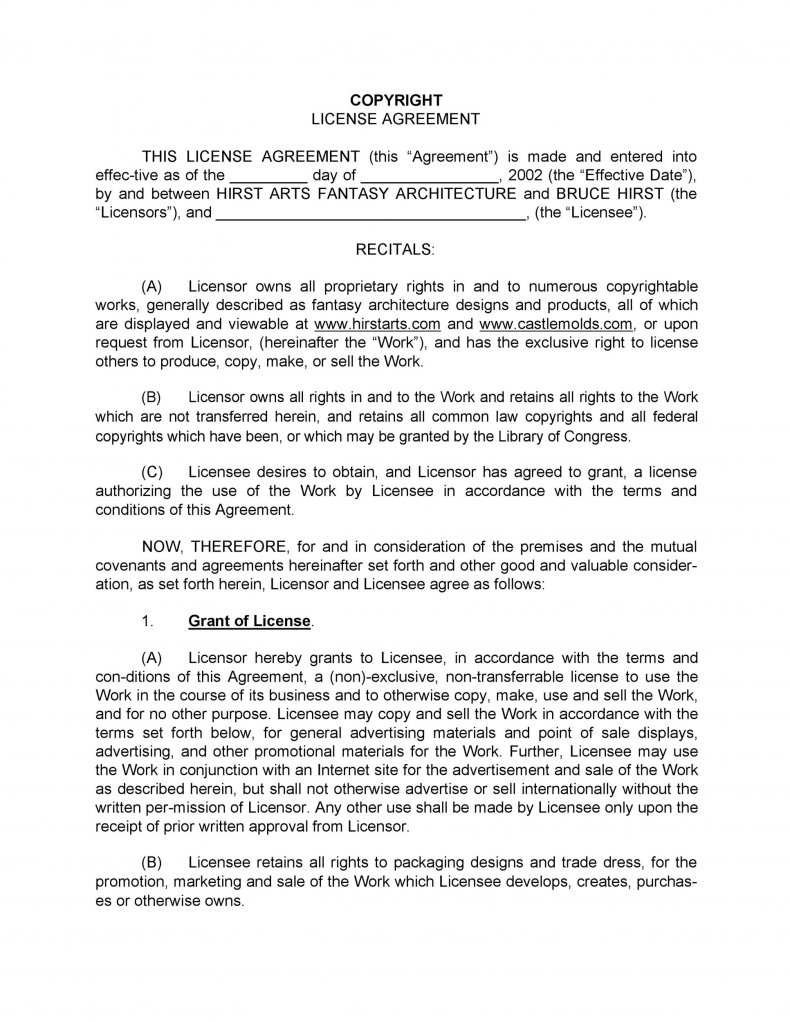 COPYRIGHT
LICENSE AGREEMENT
THIS LICENSE AGREEMENT (this “Agreement”) is made and entered into
effec-tive as of the _________ day of ________________, 2002 (the “Effective Date”),
by and between HIRST ARTS FANTASY ARCHITECTURE and BRUCE HIRST (the
“Licensors”), and ____________________________________, (the “Licensee”).
RECITALS:
(A) Licensor owns all proprietary rights in and to numerous copyrightable
works, generally described as fantasy architecture designs and products, all of which
are displayed and viewable at www.hirstarts.com and www.castlemolds.com, or upon
request from Licensor, (hereinafter the “Work”), and has the exclusive right to license
others to produce, copy, make, or sell the Work.
(B) Licensor owns all rights in and to the Work and retains all rights to the Work
which are not transferred herein, and retains all common law copyrights and all federal
copyrights which have been, or which may be granted by the Library of Congress.
(C) Licensee desires to obtain, and Licensor has agreed to grant, a license
authorizing the use of the Work by Licensee in accordance with the terms and
conditions of this Agreement.
NOW, THEREFORE, for and in consideration of the premises and the mutual
covenants and agreements hereinafter set forth and other good and valuable consider-
ation, as set forth herein, Licensor and Licensee agree as follows:
1. Grant of License.
(A) Licensor hereby grants to Licensee, in accordance with the terms and
con-ditions of this Agreement, a (non)-exclusive, non-transferrable license to use the
Work in the course of its business and to otherwise copy, make, use and sell the Work,
and for no other purpose. Licensee may copy and sell the Work in accordance with the
terms set forth below, for general advertising materials and point of sale displays,
advertising, and other promotional materials for the Work. Further, Licensee may use
the Work in conjunction with an Internet site for the advertisement and sale of the Work
as described herein, but shall not otherwise advertise or sell internationally without the
written per-mission of Licensor. Any other use shall be made by Licensee only upon the
receipt of prior written approval from Licensor.
(B) Licensee retains all rights to packaging designs and trade dress, for the
promotion, marketing and sale of the Work which Licensee develops, creates, purchas-
es or otherwise owns.